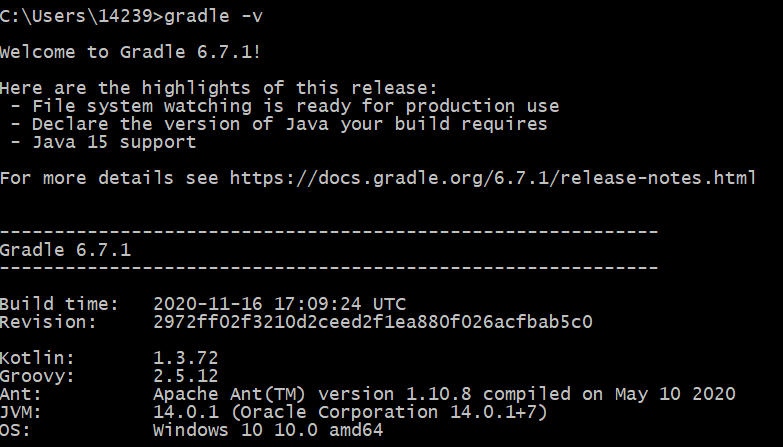 C:\Users\14239>gradle -v
Welcome to Gradle 6.7.1!
Here are the highlights of this release:
 - File system watching is ready for production use
 - Declare the version of Java your build requires
 - Java 15 support
For more details see https://docs.gradle.org/6.7.1/release-notes.html
------------------------------------------------------------
Gradle 6.7.1
------------------------------------------------------------
Build time:   2020-11-16 17:09:24 UTC
Revision:     2972ff02f3210d2ceed2f1ea880f026acfbab5c0
Kotlin:       1.3.72
Groovy:       2.5.12
Ant:          Apache Ant(TM) version 1.10.8 compiled on May 10 2020
JVM:          14.0.1 (Oracle Corporation 14.0.1+7)
OS:           Windows 10 10.0 amd64